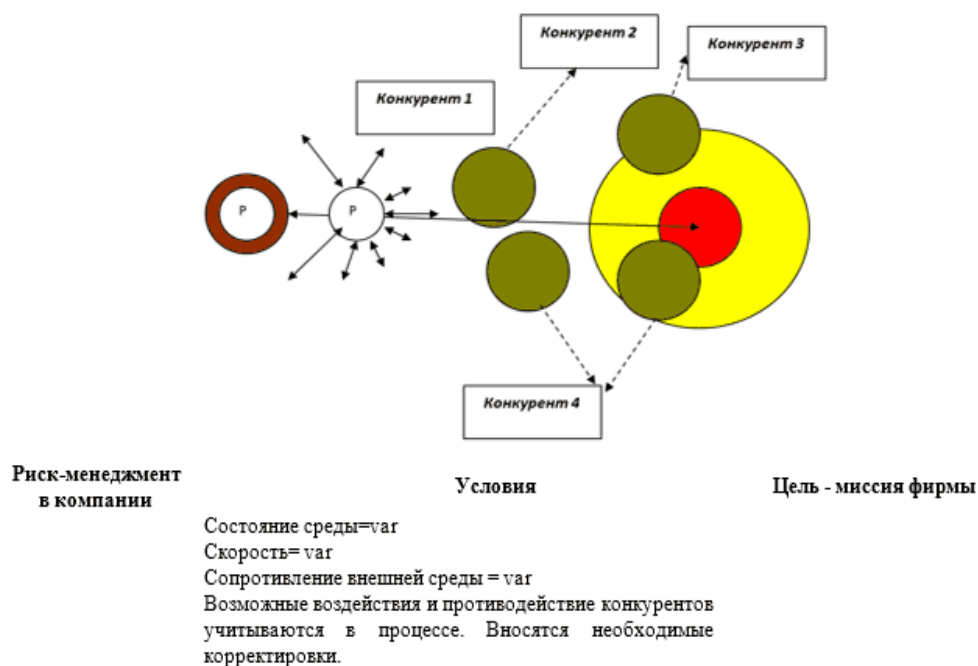 Конкурент 2
Конкурент 3
Конкурент 1
Р
Р
Конкурент 4
Риск-менеджмент
в компании
Условия
Цель - миссия фирмы
Состояние среды=var
Скорость= var
Сопротивление внешней среды = var
Возможные воздействия и противодействие конкурентов
учитываются в процессе. Вносятся необходимые
корректировки.